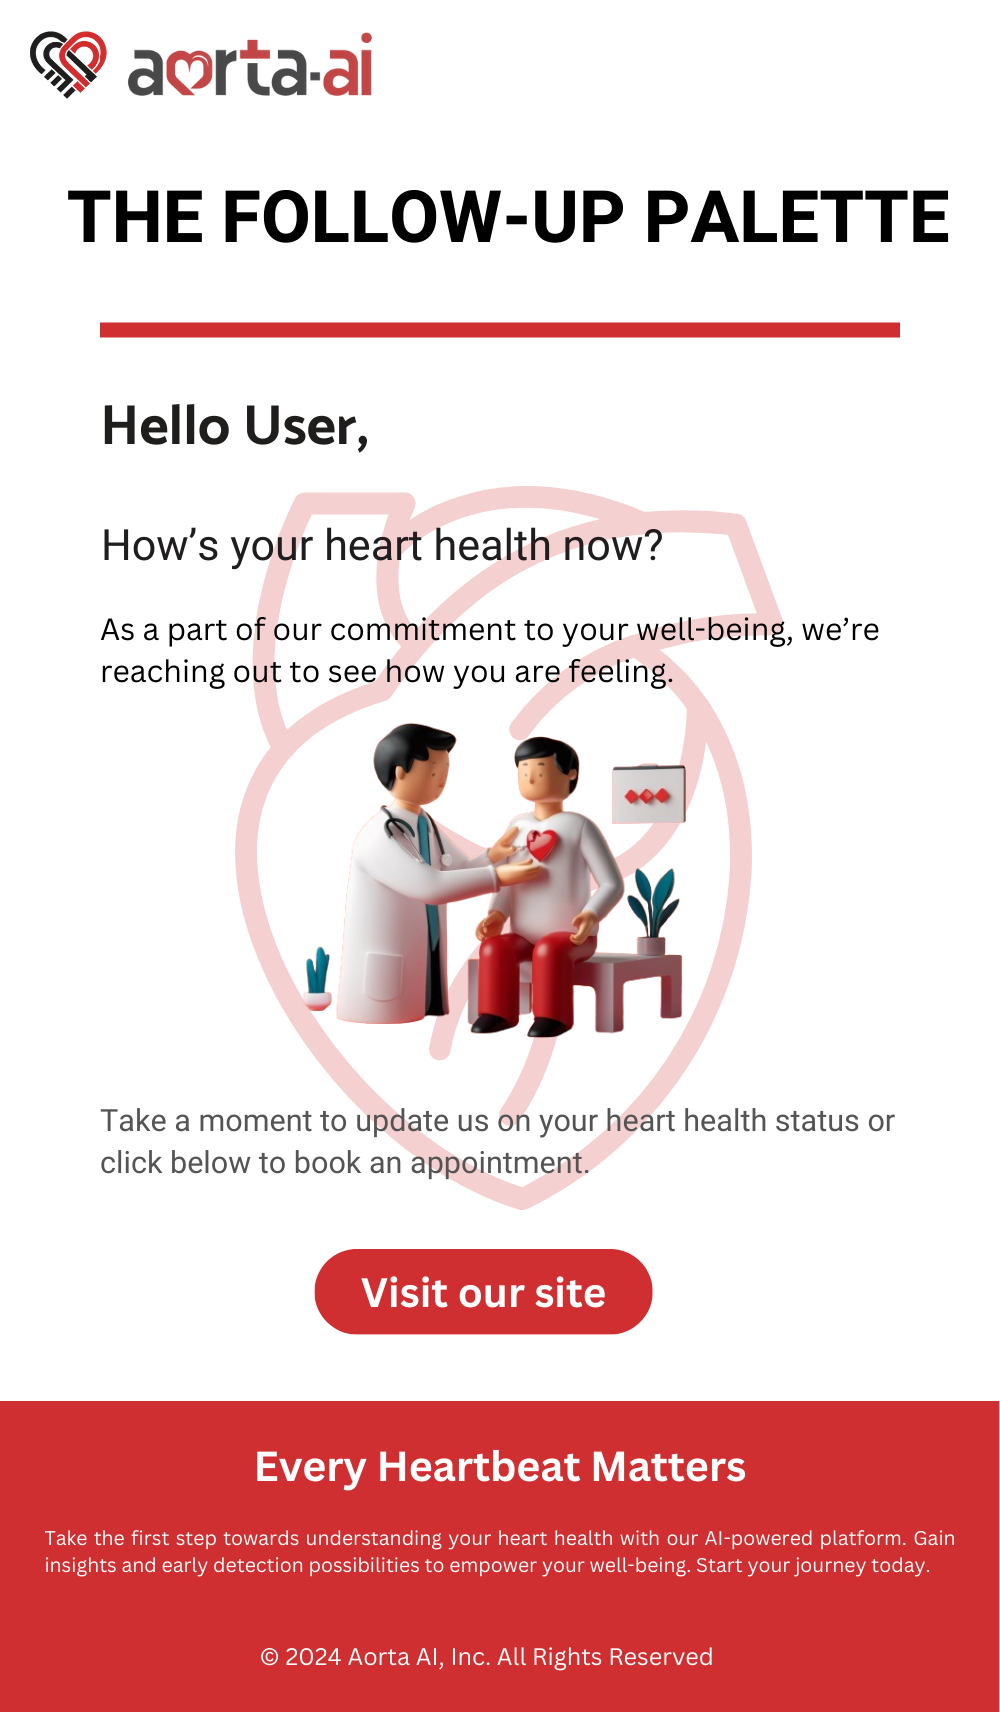 aorta-ai
THE FOLLOW-UP PALETTE
Hello User,
How’s your heart health now?
As a part of our commitment to your well-being, we’re
reaching out to see how you are feeling.
Take a moment to update us on your heart health status or
click below to book an appointment.
Visit our site
Every Heartbeat Matters
Take the first step towards understanding your heart health with our AI-powered platform. Gain
insights and early detection possibilities to empower your well-being. Start your journey today.
© 2024 Aorta AI, Inc. All Rights Reserved